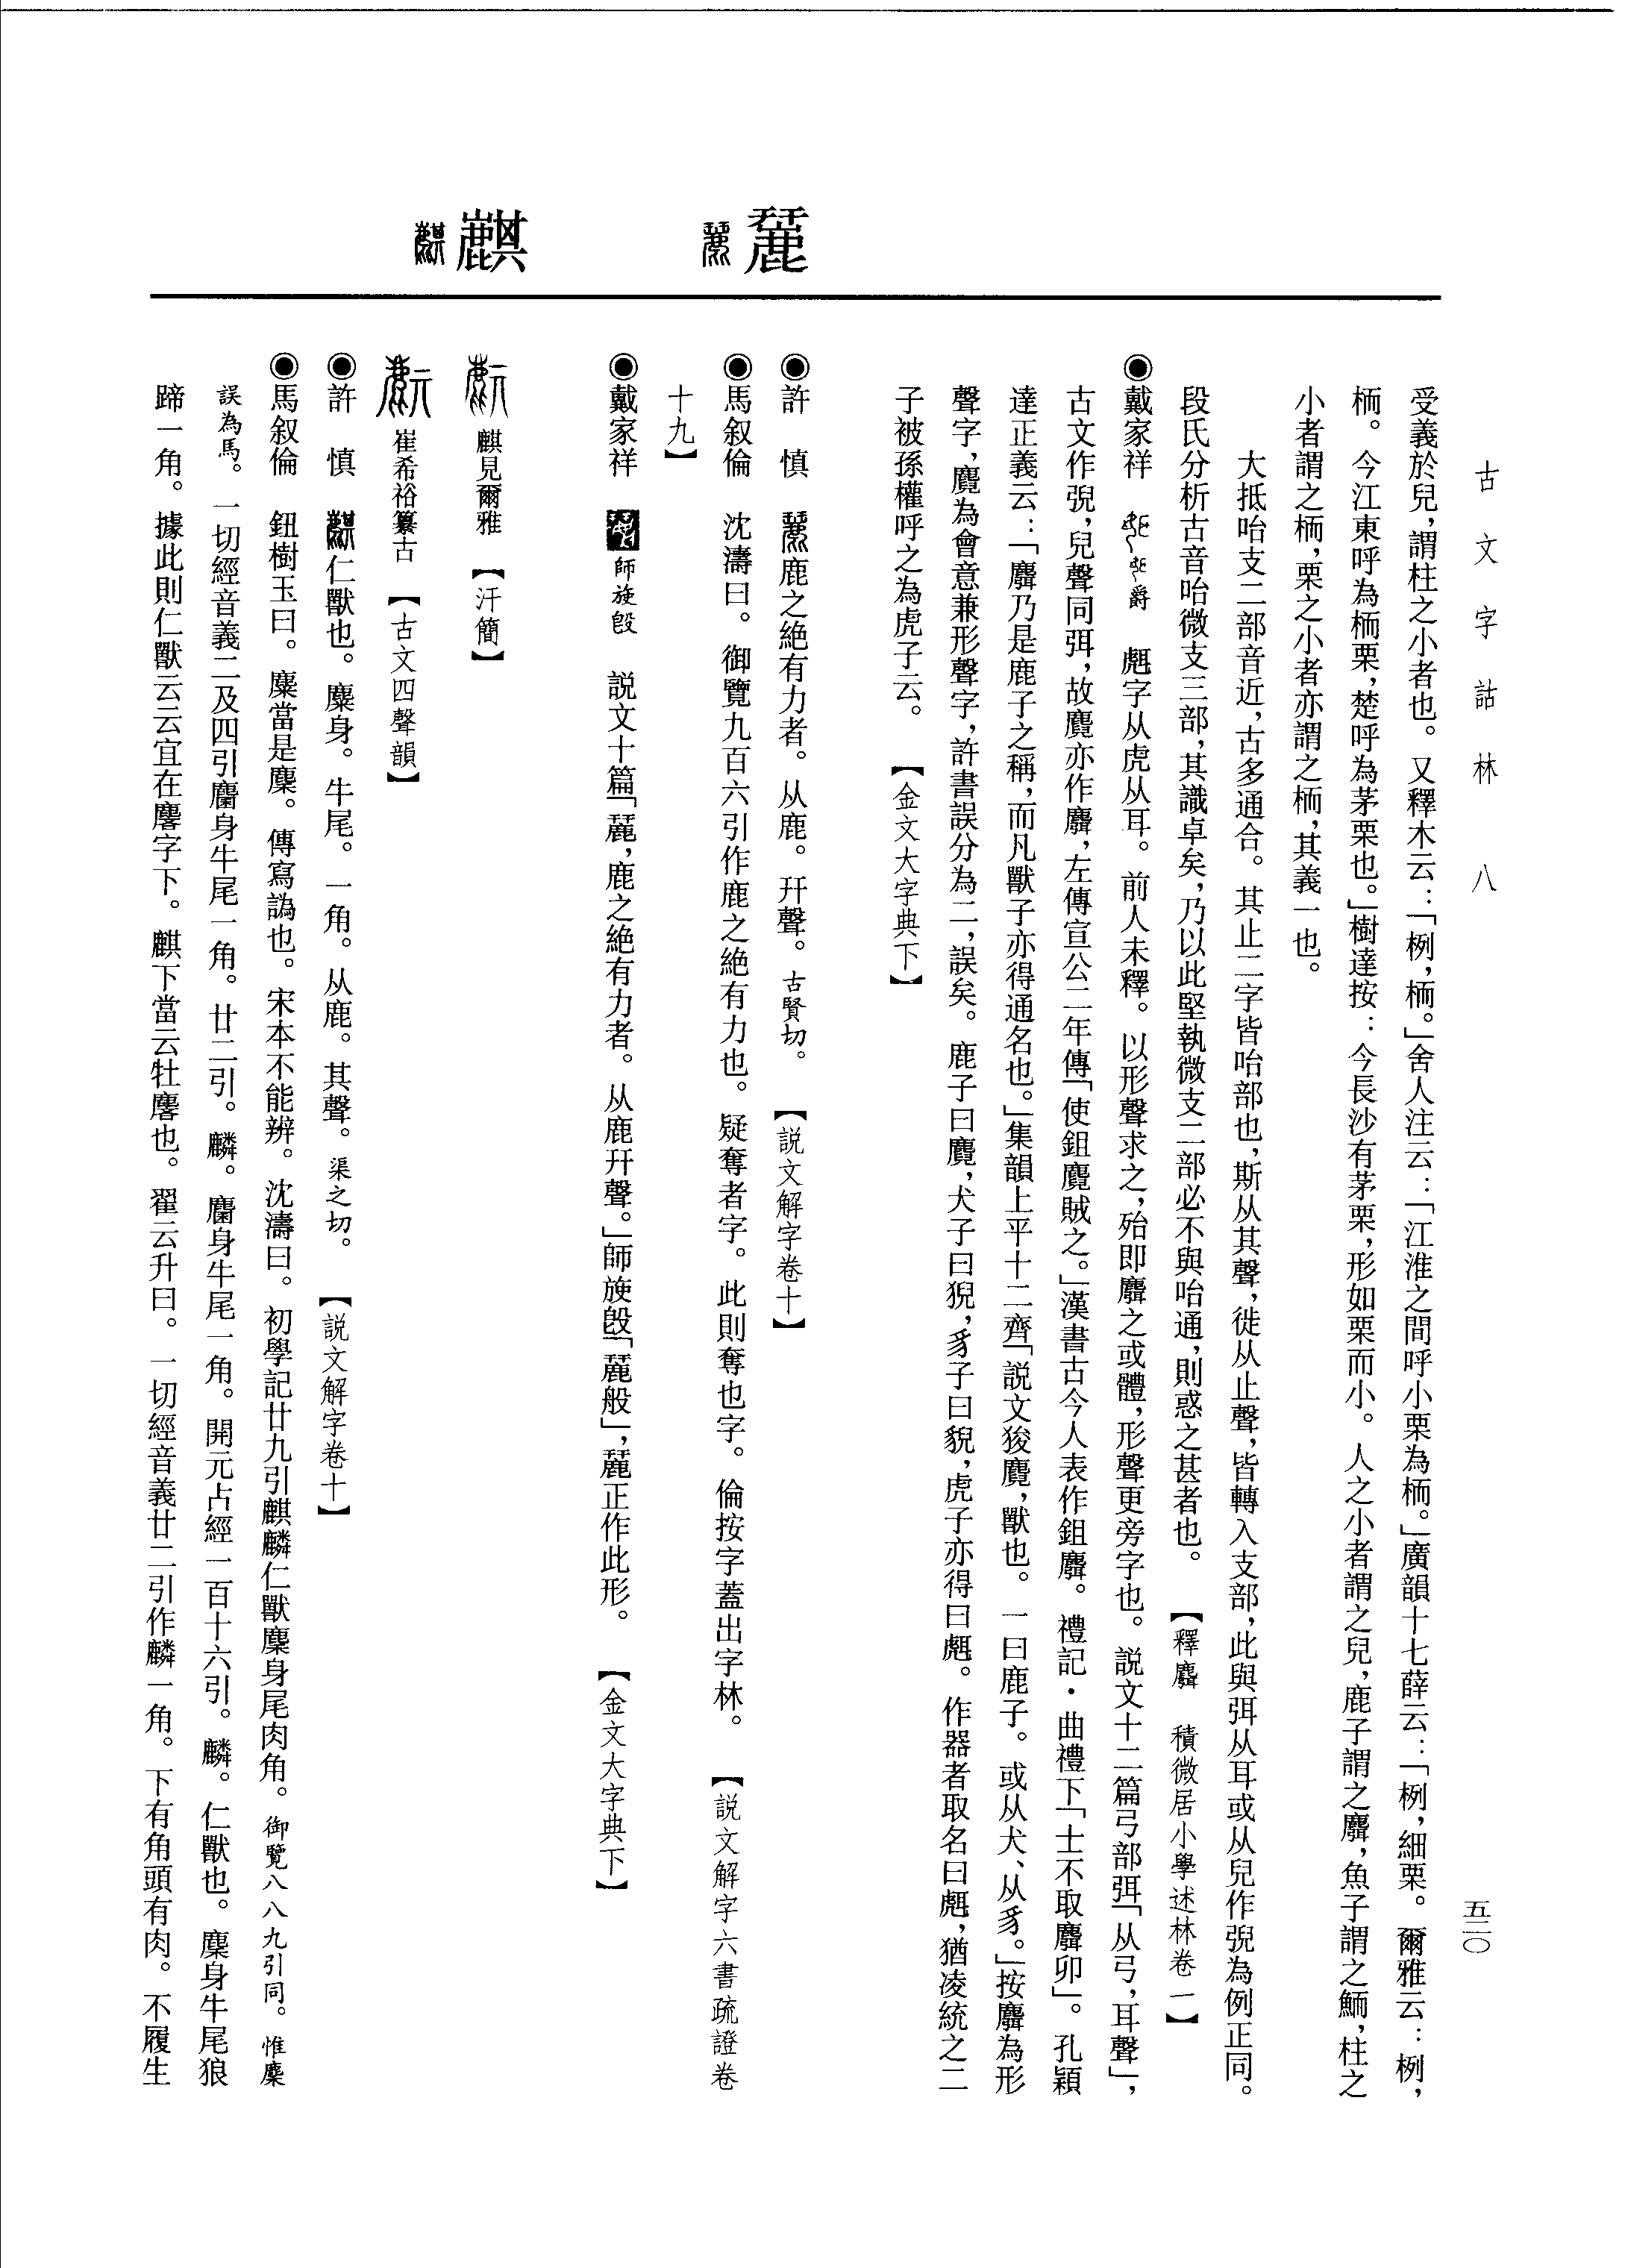 古文字詁林 八
五二〇
受義於兒，謂柱之小者也。又釋木云：「栵，栭。」舍人注云：「江淮之間呼小栗為栭。」廣韻十七薛云：「栵，細栗。爾雅云：栵，
栭。今江東呼為栭栗，楚呼為茅栗也。」樹達按：今長沙有茅栗，形如栗而小。人之小者謂之兒，鹿子謂之麛，魚子謂之鮞，柱之
小者謂之栭，栗之小者亦謂之栭，其義一也。
大抵咍支二部音近，古多通合。其止二字皆咍部也，斯从其聲，徙从止聲，皆轉入支部，此與弭从耳或从兒作𢏾為例正同。
段氏分析古音咍微支三部，其識卓矣，乃以此堅執微支二部必不與咍通，則惑之甚者也。 【釋麛 積微居小學述林卷一】
◉戴家祥 爵 字从虎从耳。前人未釋。以形聲求之，殆即麛之或體，形聲更旁字也。説文十二篇弓部弭「从弓，耳聲」，
古文作𢏾，兒聲同弭，故麑亦作麛，左傳宣公二年傳「使鉏麑賊之。」漢書古今人表作鉏麛。禮記·曲禮下「士不取麛卵」。孔穎
達正義云：「麛乃是鹿子之稱，而凡獸子亦得通名也。」集韻上平十二齊「説文狻麑，獸也。一曰鹿子。或从犬、从豸。」按麛為形
聲字，麑為會意兼形聲字，許書誤分為二，誤矣。鹿子曰麑，犬子曰猊，豸子曰貌，虎子亦得曰。作器者取名曰，猶凌統之二
子被孫權呼之為虎子云。 【金文大字典下】
麉
◉許 慎 鹿之絶有力者。从鹿。幵聲。古賢切。 【説文解字卷十】
◉馬叙倫 沈濤曰。御覽九百六引作鹿之絶有力也。疑奪者字。此則奪也字。倫按字蓋出字林。 【説文解字六書疏證卷
十九】
◉戴家祥 師旋𣪘 説文十篇「麉，鹿之絶有力者。从鹿幵聲。」師旋𣪘「麉般」，麉正作此形。 【金文大字典下】
麒
麒見爾雅 【汗簡】
崔希裕纂古 【古文四聲韻】
◉許 慎 仁獸也。麋身。牛尾。一角。从鹿。其聲。渠之切。 【説文解字卷十】
◉馬叙倫 鈕樹玉曰。麋當是麇。傳寫譌也。宋本不能辨。沈濤曰。初學記廿九引麒麟仁獸麋身尾肉角。御覽八八九引同。惟麋
誤為馬。一切經音義二及四引麕身牛尾一角。廿二引。麟。麕身牛尾一角。開元占經一百十六引。麟。仁獸也。麋身牛尾狼
蹄一角。據此則仁獸云云宜在麐字下。麒下當云牡麐也。翟云升曰。一切經音義廿二引作麟一角。下有角頭有肉。不履生